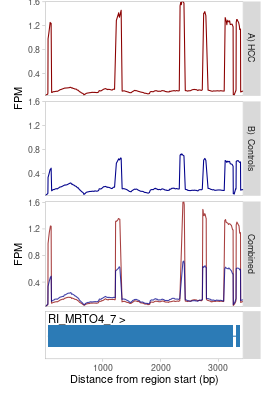 1.6
1.2
0.8
0.4
FPM
A) HCC
1.6
1.2
0.8
0.4
B) Controls
1.6
1.2
0.8
0.4
FPM
Combined
RI_MRTO4_7 >
1000
2000
3000
Distance from region start (bp)